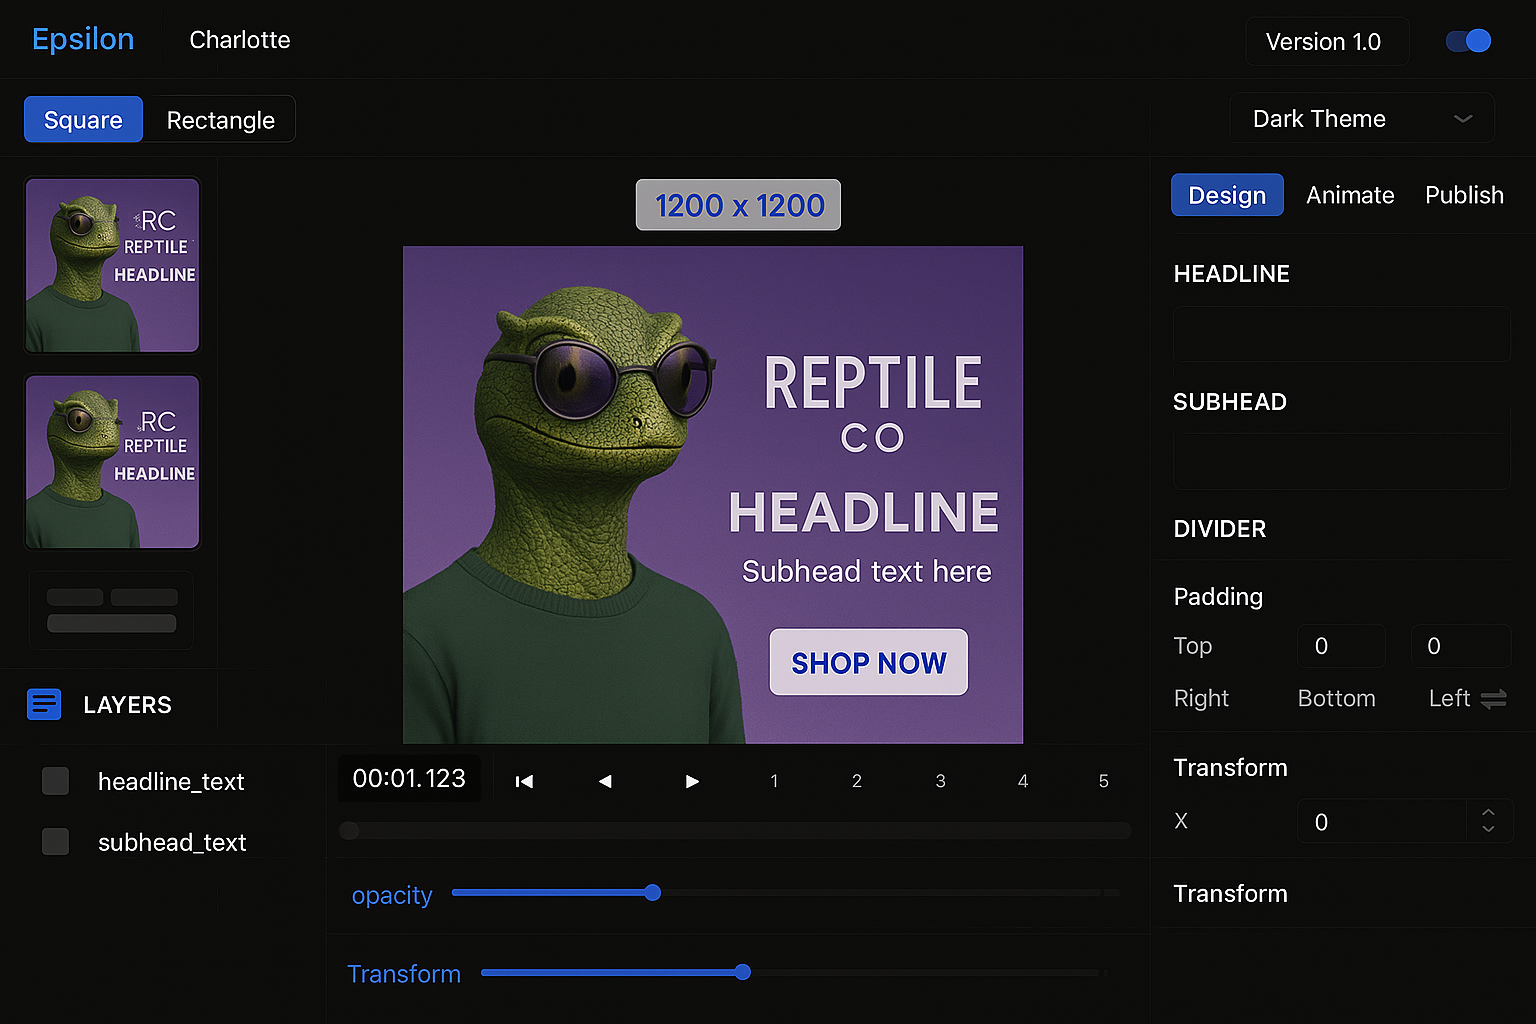 Epsilon
Charlotte
Version 1.0
Square
Rectangle
Dark Theme
RC
REPTILE
HEADLINE
RC
REPTILE
HEADLINE
LAYERS
headline_text
subhead_text
1200 x 1200
REPTILE
CO
HEADLINE
Subhead text here
SHOP NOW
00:01.123
1 2 3 4 5
opacity
Transform
Design Animate Publish
HEADLINE
SUBHEAD
DIVIDER
Padding
Top 0 0
Right Bottom Left
Transform
X 0
Transform